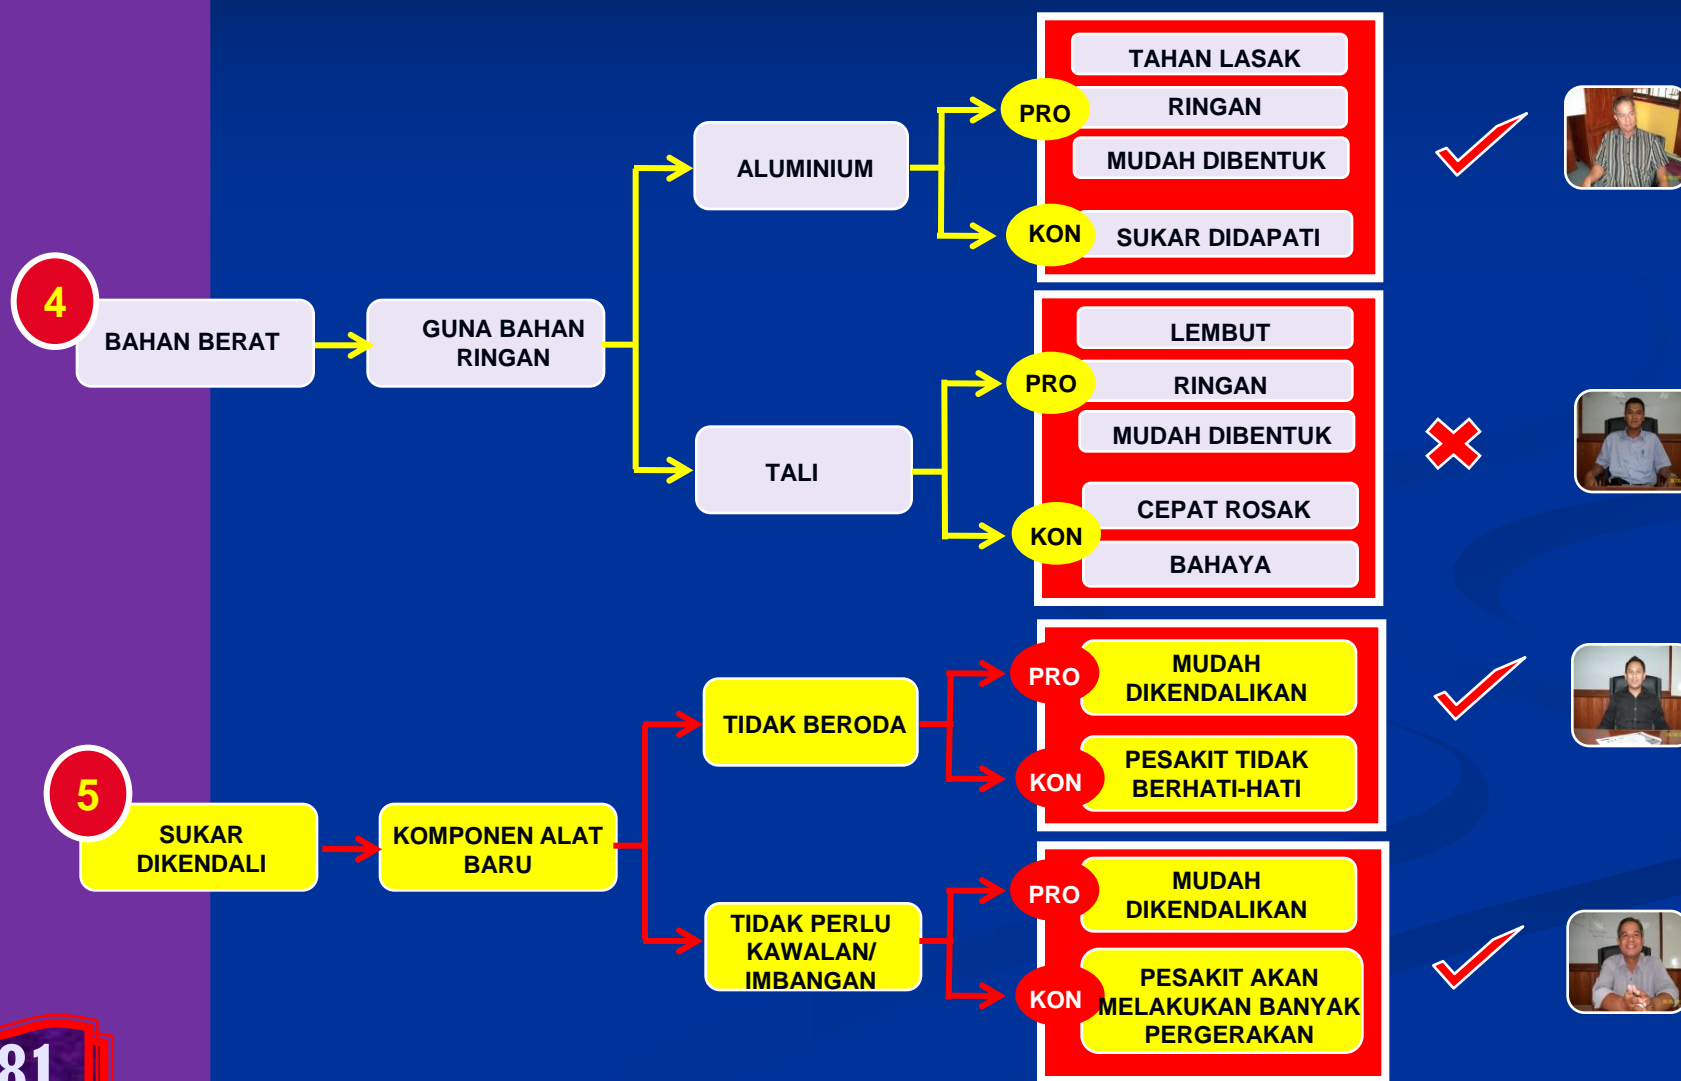 4
BAHAN BERAT
GUNA BAHAN
RINGAN
ALUMINIUM
PRO
TAHAN LASAK
RINGAN
MUDAH DIBENTUK
KON
SUKAR DIDAPATI
TALI
PRO
LEMBUT
RINGAN
MUDAH DIBENTUK
KON
CEPAT ROSAK
BAHAYA
5
SUKAR
DIKENDALI
KOMPONEN ALAT
BARU
TIDAK BERODA
PRO
MUDAH
DIKENDALIKAN
KON
PESAKIT TIDAK
BERHATI-HATI
TIDAK PERLU
KAWALAN/
IMBANGAN
PRO
MUDAH
DIKENDALIKAN
KON
PESAKIT AKAN
MELAKUKAN BANYAK
PERGERAKAN
81